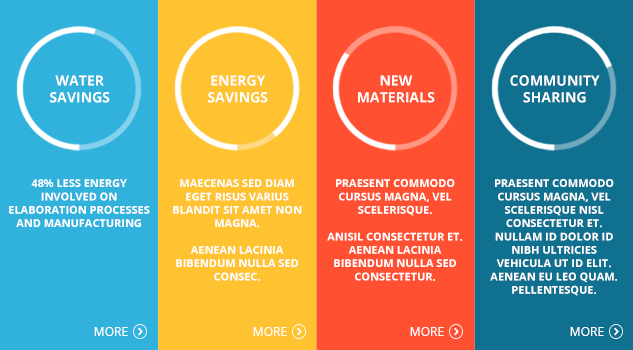 WATER
SAVINGS
48% LESS ENERGY
INVOLVED ON
ELABORATION PROCESSES
AND MANUFACTURING
MORE
ENERGY
SAVINGS
MAECENAS SED DIAM
EGET RISUS VARIUS
BLANDIT SIT AMET NON
MAGNA.
AENEAN LACINIA
BIBENDUM NULLA SED
CONSEC.
MORE
NEW
MATERIALS
PRAESENT COMMODO
CURSUS MAGNA, VEL
SCELERISQUE.
ANISIL CONSECTETUR ET.
AENEAN LACINIA
BIBENDUM NULLA SED
CONSECTETUR.
MORE
COMMUNITY
SHARING
PRAESENT COMMODO
CURSUS MAGNA, VEL
SCELERISQUE NISL
CONSECTETUR ET.
NULLAM ID DOLOR ID
NIBH ULTRICIES
VEHICULA UT ID ELIT.
AENEAN EU LEO QUAM.
PELLENTESQUE.
MORE